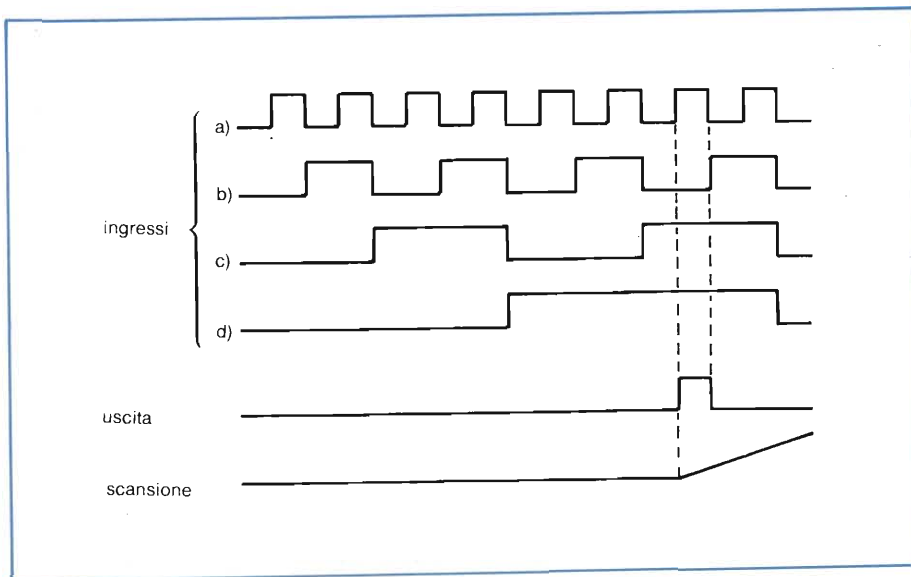 a)
b)
ingressi
c)
d)
uscita
scansione